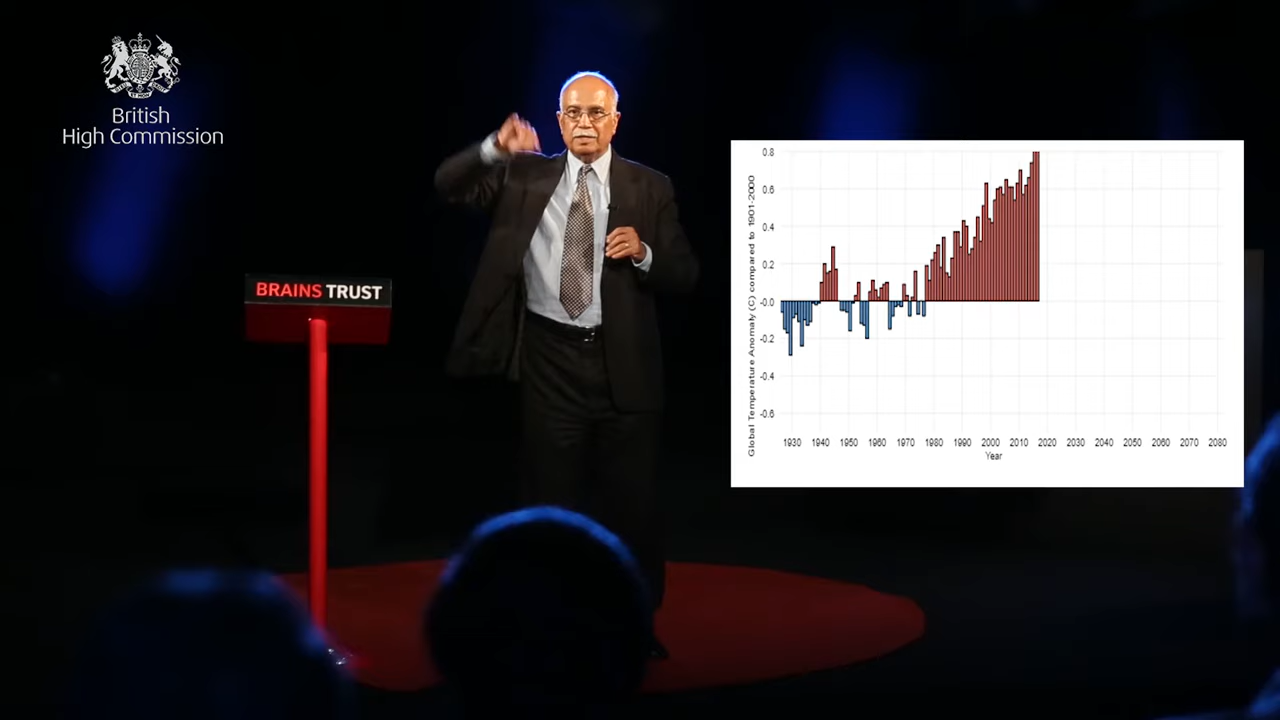 British
High Commission
BRAINS TRUST
Global Temperature Anomaly (C) compared to 1901-2000
0.8
0.6
0.4
0.2
-0.0
-0.2
-0.4
-0.6
1930 1940 1950 1960 1970 1980 1990 2000 2010 2020 2030 2040 2050 2060 2070 2080
Year